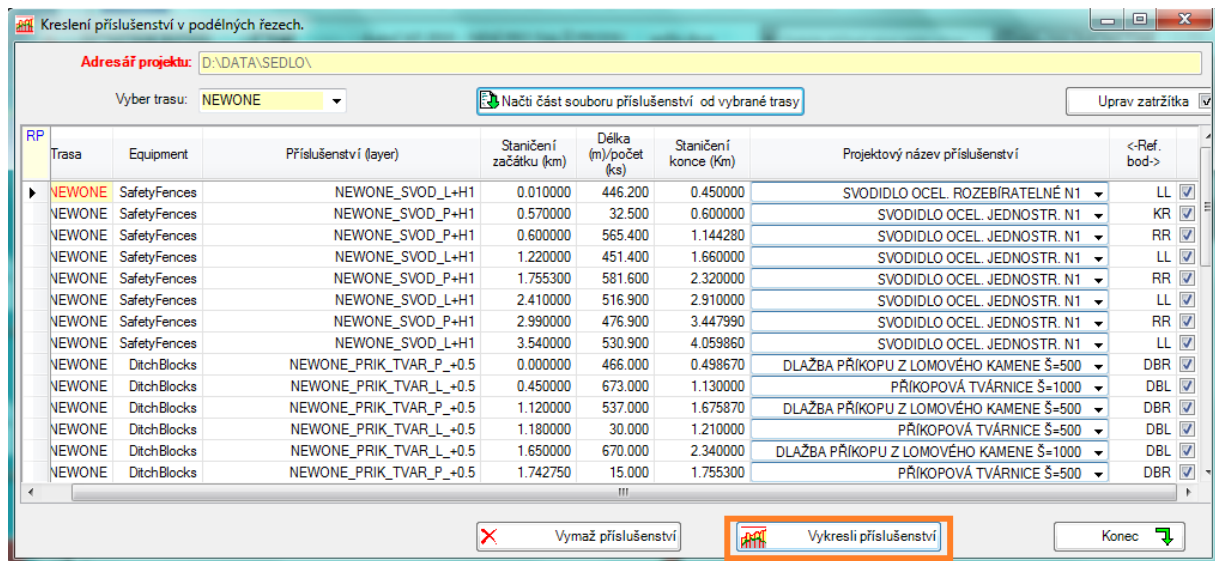 Kreslení příslušenství v podélných řezech.
Adresář projektu: D:\DATA\SEDLO\
Vyber trasu: NEWONE Načti část souboru příslušenství od vybrané trasy Uprav zatržítka
RP Trasa Equipment Příslušenství (layer) Staničení začátku (km) Délka (m)/počet (ks) Staničení konce (Km) Projektový název příslušenství <-Ref. bod->
NEWONE SafetyFences NEWONE_SVOD_L+H1 0.010000 446.200 0.450000 SVODIDLO OCEL. ROZEBÍRATELNÉ N1 LL
NEWONE SafetyFences NEWONE_SVOD_P+H1 0.570000 32.500 0.600000 SVODIDLO OCEL. JEDNOSTR. N1 KR
NEWONE SafetyFences NEWONE_SVOD_P+H1 0.600000 565.400 1.144280 SVODIDLO OCEL. JEDNOSTR. N1 RR
NEWONE SafetyFences NEWONE_SVOD_L+H1 1.220000 451.400 1.660000 SVODIDLO OCEL. JEDNOSTR. N1 LL
NEWONE SafetyFences NEWONE_SVOD_P+H1 1.755300 581.600 2.320000 SVODIDLO OCEL. JEDNOSTR. N1 RR
NEWONE SafetyFences NEWONE_SVOD_L+H1 2.410000 516.900 2.910000 SVODIDLO OCEL. JEDNOSTR. N1 LL
NEWONE SafetyFences NEWONE_SVOD_P+H1 2.990000 476.900 3.447990 SVODIDLO OCEL. JEDNOSTR. N1 RR
NEWONE SafetyFences NEWONE_SVOD_L+H1 3.540000 530.900 4.059860 SVODIDLO OCEL. JEDNOSTR. N1 LL
NEWONE DitchBlocks NEWONE_PRIK_TVAR_P_+0.5 0.000000 466.000 0.498670 DLAŽBA PŘÍKOPU Z LOMOVÉHO KAMENE Š=500 DBR
NEWONE DitchBlocks NEWONE_PRIK_TVAR_L_+0.5 0.450000 673.000 1.130000 PŘÍKOPOVÁ TVÁRNICE Š=1000 DBL
NEWONE DitchBlocks NEWONE_PRIK_TVAR_P_+0.5 1.120000 537.000 1.675870 DLAŽBA PŘÍKOPU Z LOMOVÉHO KAMENE Š=500 DBR
NEWONE DitchBlocks NEWONE_PRIK_TVAR_L_+0.5 1.180000 30.000 1.210000 PŘÍKOPOVÁ TVÁRNICE Š=500 DBL
NEWONE DitchBlocks NEWONE_PRIK_TVAR_L_+0.5 1.650000 670.000 2.340000 DLAŽBA PŘÍKOPU Z LOMOVÉHO KAMENE Š=1000 DBL
NEWONE DitchBlocks NEWONE_PRIK_TVAR_P_+0.5 1.742750 15.000 1.755300 PŘÍKOPOVÁ TVÁRNICE Š=500 DBR
Vymaž příslušenství Vykresli příslušenství Konec